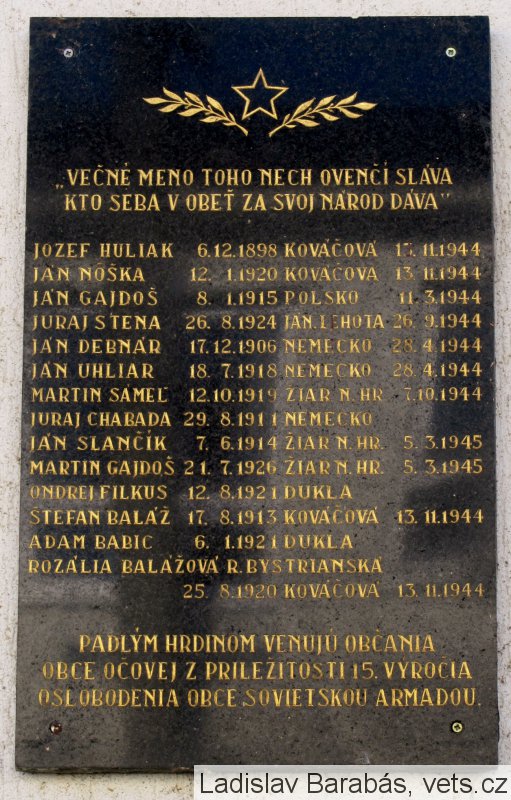 „VEČNÉ MENO TOHO NECH OVENČÍ SLÁVA
KTO SEBA V OBEŤ ZA SVOJ NÁROD DÁVA"
JOZEF HULIAK 6.12.1898 KOVÁČOVÁ 13.11.1944
JÁN NÔŠKA 12. 1.1920 KOVÁČOVÁ 13.11.1944
JÁN GAJDOŠ 8. 1.1915 POLSKO 11.3.1944
JURAJ STENA 26. 8.1924 JÁN.LEHOTA 26.9.1944
JÁN DEBNÁR 17.12.1906 NEMECKO 28.4.1944
JÁN UHLIAR 18. 7.1918 NEMECKO 28.4.1944
MARTIN SÁMEĽ 12.10.1919 ŽIAR N. HR. 7.10.1944
JURAJ CHABADA 29. 8.1911 NEMECKO
JÁN SLANČÍK 7. 6.1914 ŽIAR N. HR. 5.3.1945
MARTIN GAJDOŠ 21. 7.1926 ŽIAR N. HR. 5.3.1945
ONDREJ FILKUS 12. 8.1921 DUKLA
ŠTEFAN BALÁŽ 17. 8.1913 KOVÁČOVÁ 13.11.1944
ADAM BABIC 6. 1.1921 DUKLA
ROZÁLIA BALÁŽOVÁ R. BYSTRIANSKA
25. 8.1920 KOVÁČOVÁ 13.11.1944
PADLÝM HRDINOM VENUJÚ OBČANIA
OBCE OČOVEJ Z PRÍLEŽITOSTI 15. VÝROČIA
OSLOBODENIA OBCE SOVIETSKOU ARMÁDOU.
Ladislav Barabás, vets.cz